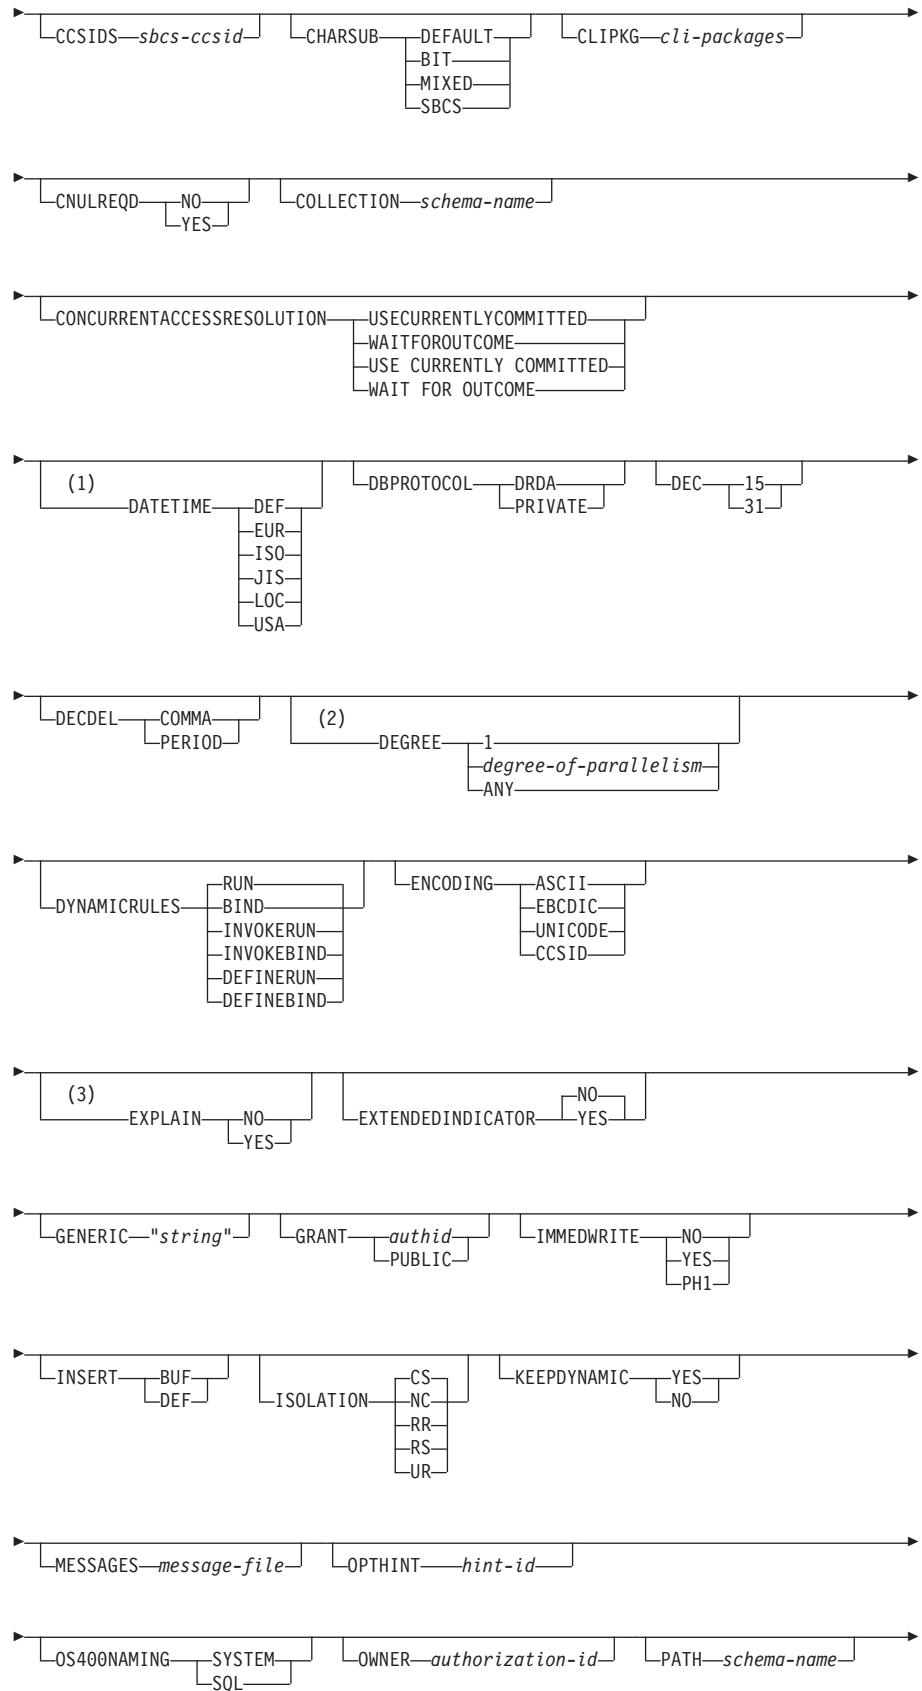 CCSIDS sbcs-ccsid CHARSUB DEFAULT CLIPKG cli-packages
BIT
MIXED
SBCS
CNULREQD NO COLLECTION schema-name
YES
CONCURRENTACCESSRESOLUTION USECURRENTLYCOMMITTED
WAITFOROUTCOME
USE CURRENTLY COMMITTED
WAIT FOR OUTCOME
(1) DBPROTOCOL DRDA DEC 15
DATETIME DEF PRIVATE 31
EUR
ISO
JIS
LOC
USA
DECDEL COMMA (2)
PERIOD DEGREE 1
degree-of-parallelism
ANY
RUN ENCODING ASCII
DYNAMICRULES BIND EBCDIC
INVOKERUN UNICODE
INVOKEBIND CCSID
DEFINERUN
DEFINEBIND
(3) NO
EXPLAIN NO EXTENDEDINDICATOR YES
YES
GENERIC "string" GRANT authid IMMEDWRITE NO
PUBLIC YES
PH1
INSERT BUF CS KEEPDYNAMIC YES
DEF ISOLATION NC NO
RR
RS
UR
MESSAGES message-file OPTHINT hint-id
OS400NAMING SYSTEM OWNER authorization-id PATH schema-name
SQL